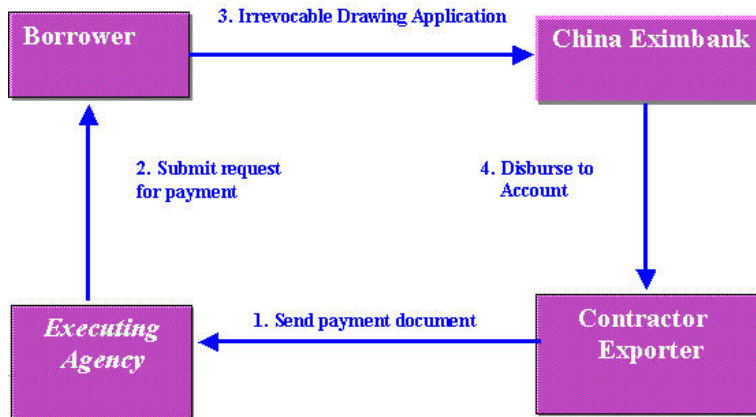 3. Irrevocable Drawing Application
Borrower
China Eximbank
2. Submit request
for payment
4. Disburse to
Account
1. Send payment document
Executing
Agency
Contractor
Exporter